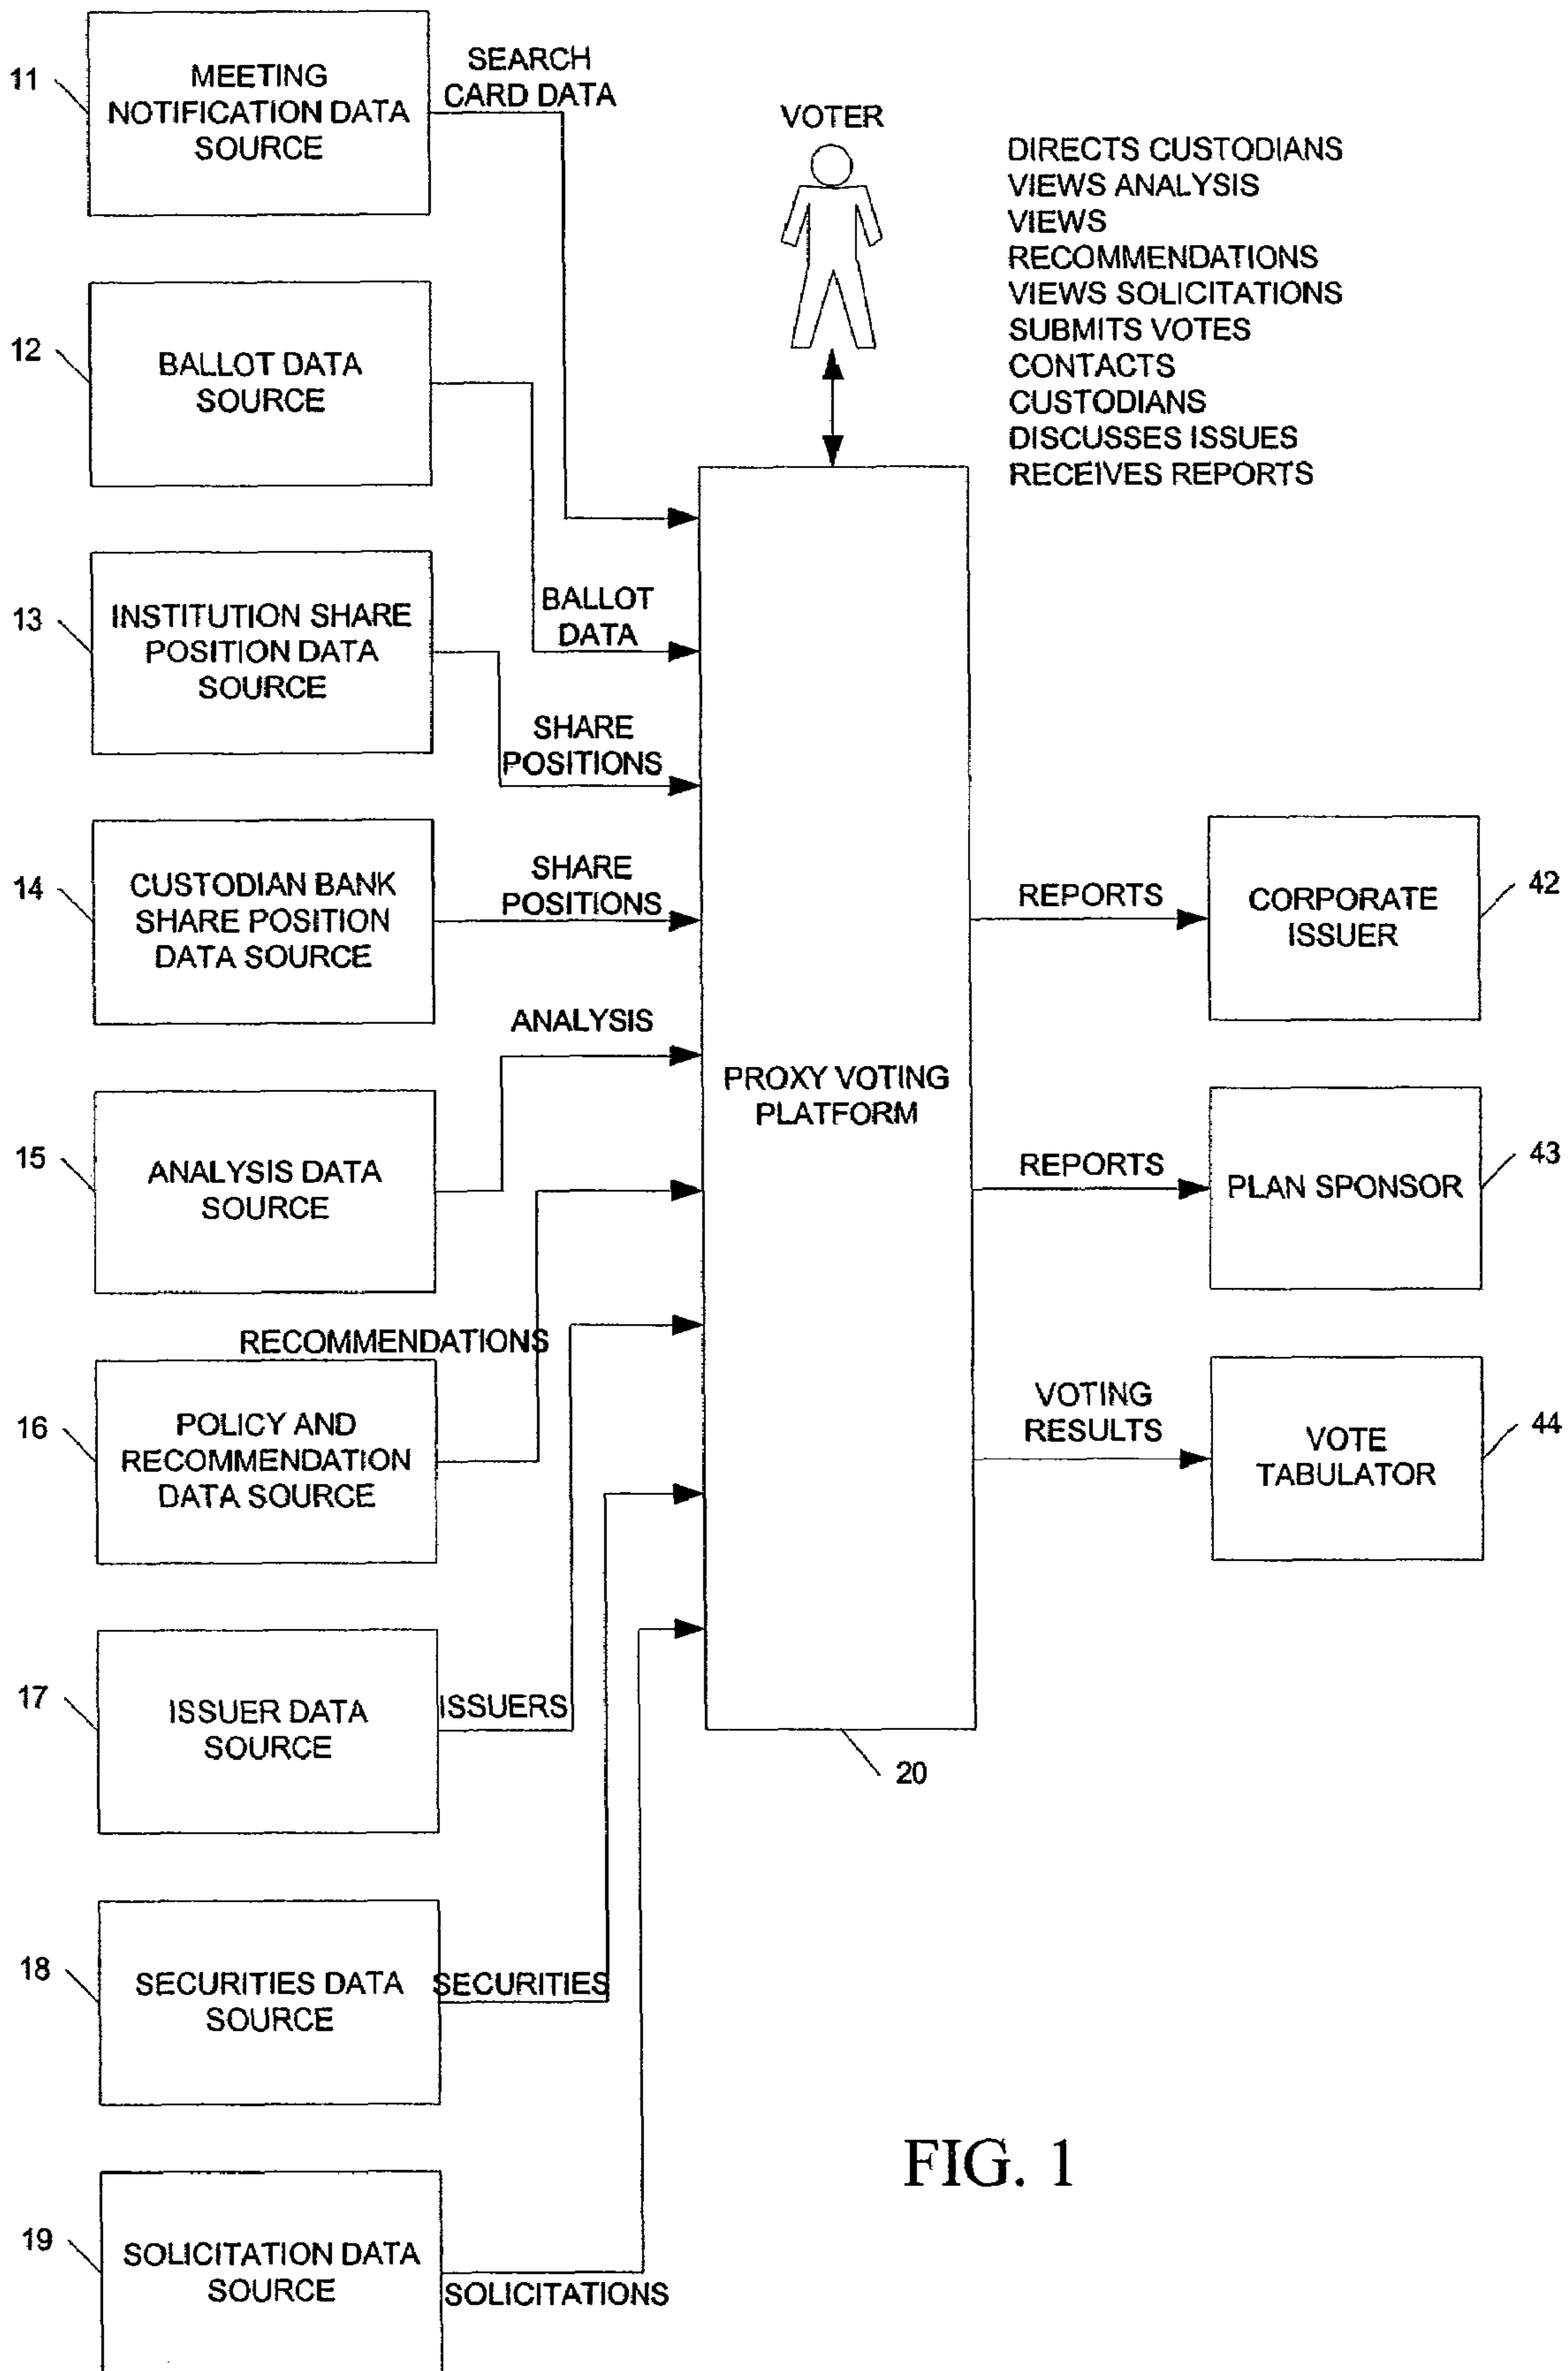 11
MEETING
NOTIFICATION DATA
SOURCE
SEARCH
CARD DATA
VOTER
DIRECTS CUSTODIANS
VIEWS ANALYSIS
VIEWS
RECOMMENDATIONS
VIEWS SOLICITATIONS
SUBMITS VOTES
CONTACTS
CUSTODIANS
DISCUSSES ISSUES
RECEIVES REPORTS
12
BALLOT DATA
SOURCE
BALLOT
DATA
13
INSTITUTION SHARE
POSITION DATA
SOURCE
SHARE
POSITIONS
14
CUSTODIAN BANK
SHARE POSITION
DATA SOURCE
SHARE
POSITIONS
15
ANALYSIS DATA
SOURCE
ANALYSIS
16
POLICY AND
RECOMMENDATION
DATA SOURCE
RECOMMENDATIONS
17
ISSUER DATA
SOURCE
ISSUERS
18
SECURITIES DATA
SOURCE
SECURITIES
19
SOLICITATION DATA
SOURCE
SOLICITATIONS
PROXY VOTING
PLATFORM
20
REPORTS
CORPORATE
ISSUER
42
REPORTS
PLAN SPONSOR
43
VOTING
RESULTS
VOTE
TABULATOR
44
FIG. 1